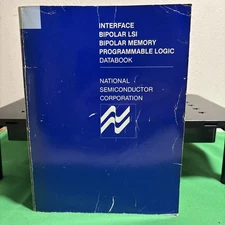 INTERFACE
BIPOLAR LSI
BIPOLAR MEMORY
PROGRAMMABLE LOGIC
DATABOOK
NATIONAL
SEMICONDUCTOR
CORPORATION